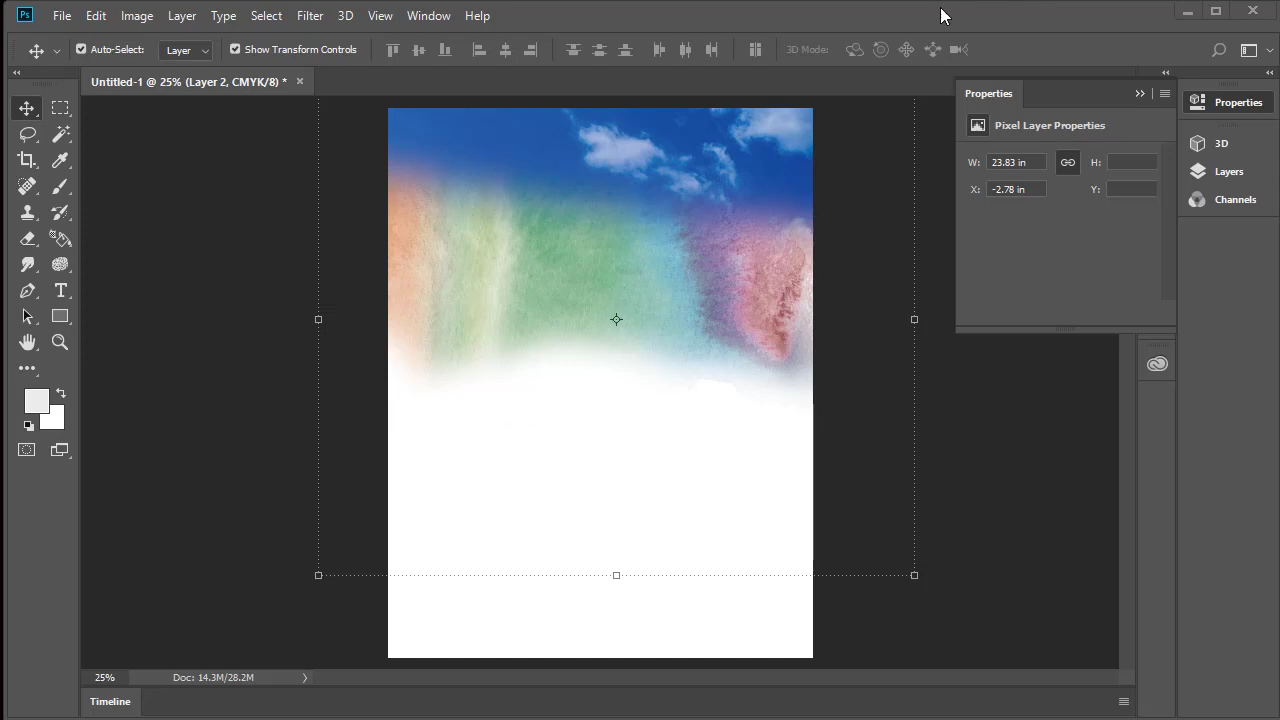 Ps File Edit Image Layer Type Select Filter 3D View Window Help
Auto-Select: Layer Show Transform Controls 3D Mode:
Untitled-1 @ 25% (Layer 2, CMYK/8) * ×
Properties
Pixel Layer Properties
W: 23.83 in H:
X: -2.78 in Y:
Properties
3D
Layers
Channels
25% Doc: 14.3M/28.2M
Timeline